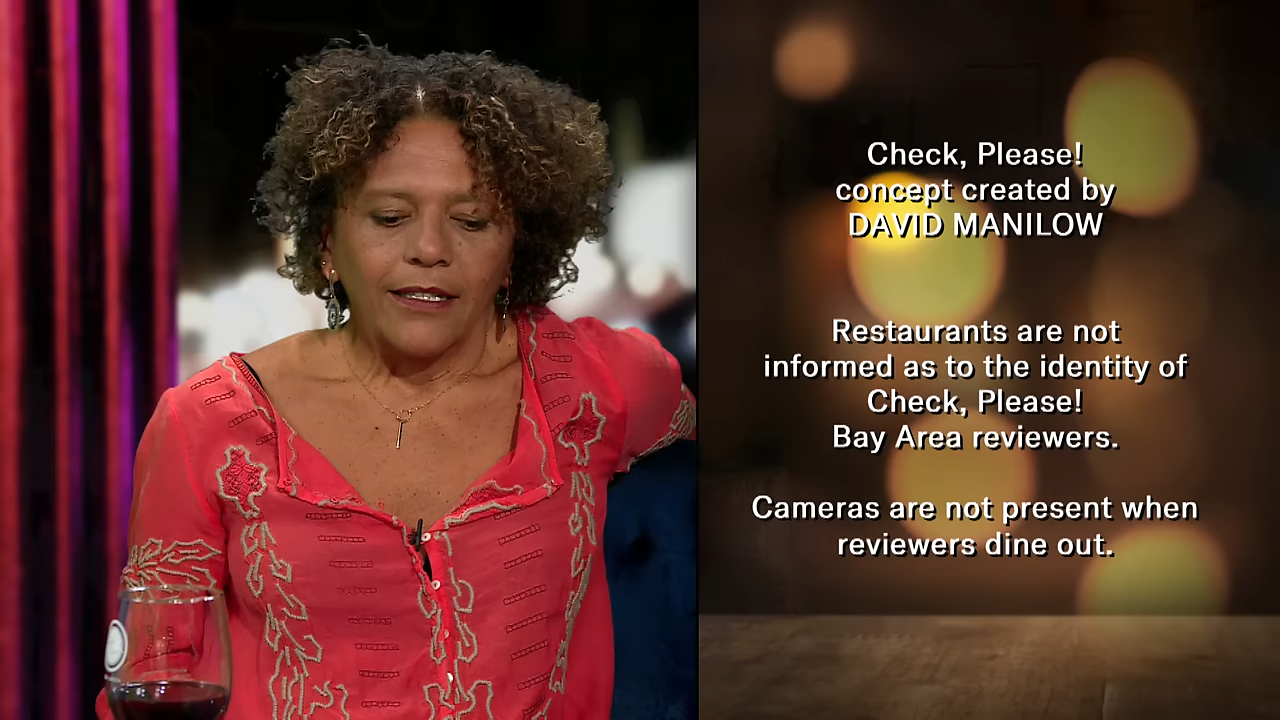 Check, Please!
concept created by
DAVID MANILOW
Restaurants are not
informed as to the identity of
Check, Please!
Bay Area reviewers.
Cameras are not present when
reviewers dine out.